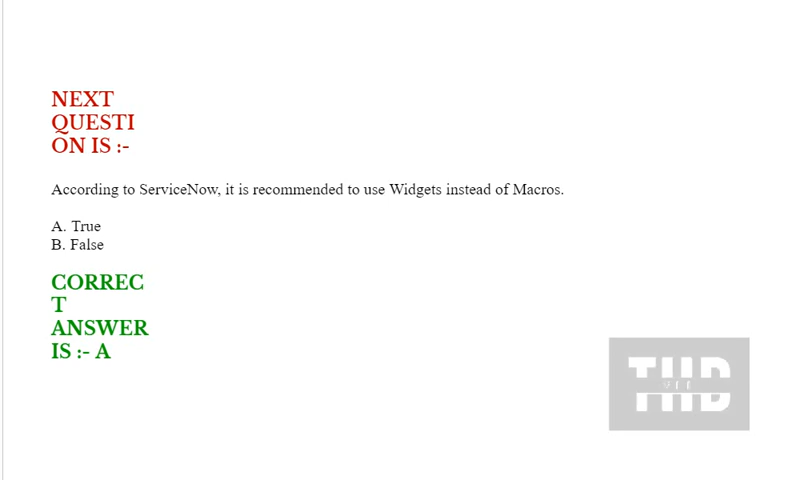 NEXT
QUESTI
ON IS :-
According to ServiceNow, it is recommended to use Widgets instead of Macros.
A. True
B. False
CORREC
T
ANSWER
IS :- A
THD